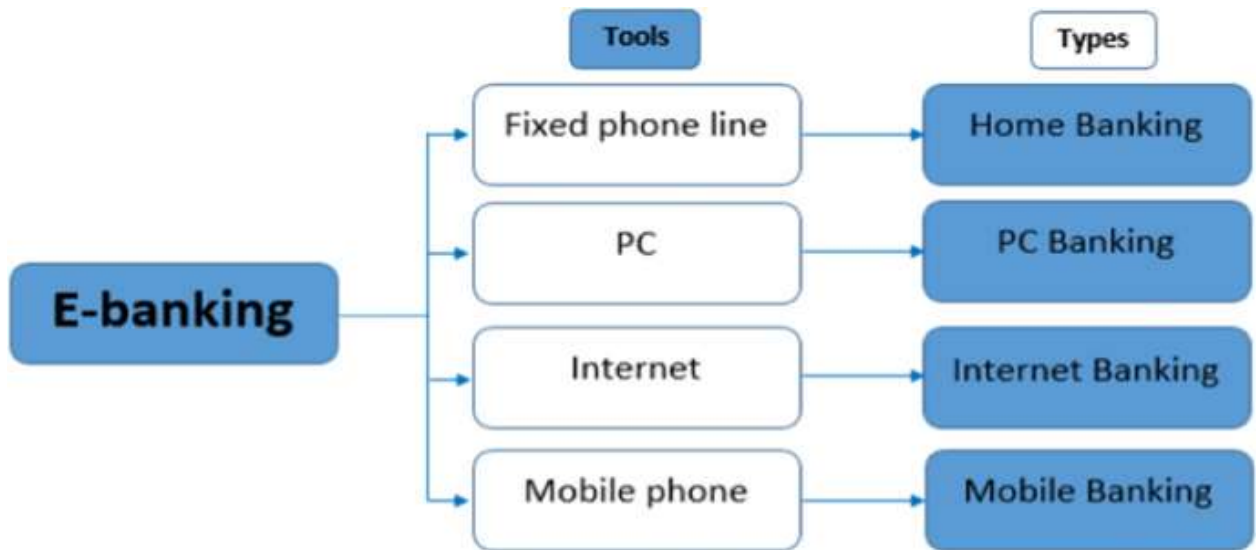 Tools
Types
Fixed phone line
Home Banking
PC
PC Banking
E-banking
Internet
Internet Banking
Mobile phone
Mobile Banking